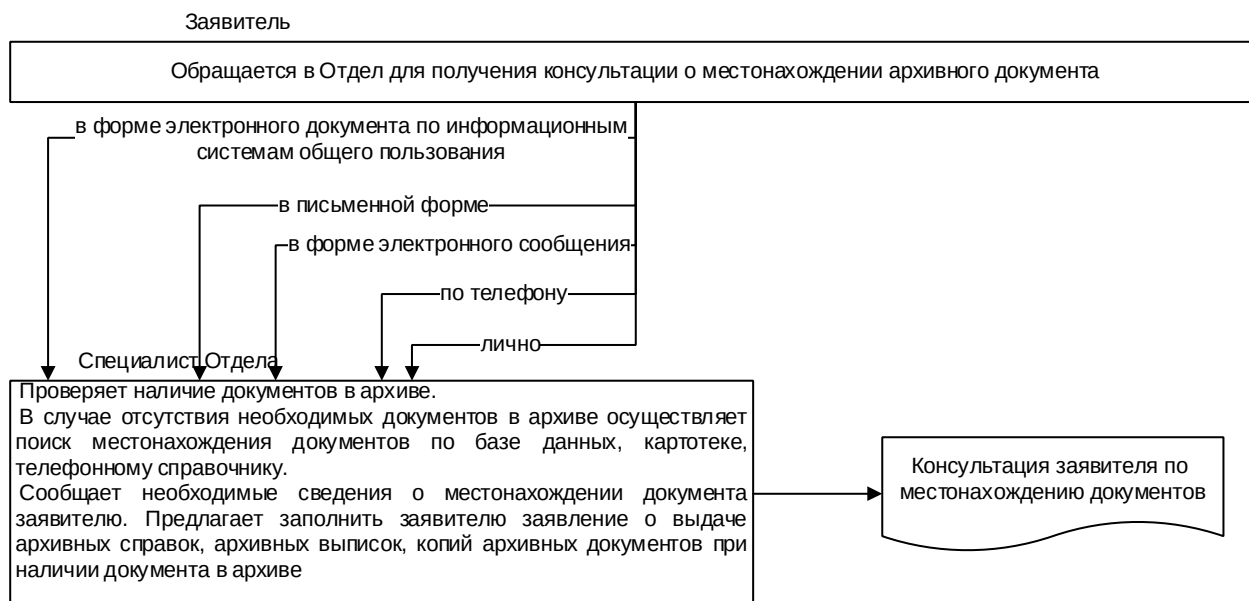 Заявитель
Обращается в Отдел для получения консультации о местонахождении архивного документа
в форме электронного документа по информационным
системам общего пользования
в письменной форме
в форме электронного сообщения
по телефону
лично
Специалист Отдела
Проверяет наличие документов в архиве.
В случае отсутствия необходимых документов в архиве осуществляет
поиск местонахождения документов по базе данных, картотеке,
телефонному справочнику.
Сообщает необходимые сведения о местонахождении документа
заявителю. Предлагает заполнить заявителю заявление о выдаче
архивных справок, архивных выписок, копий архивных документов при
наличии документа в архиве
Консультация заявителя по
местонахождению документов